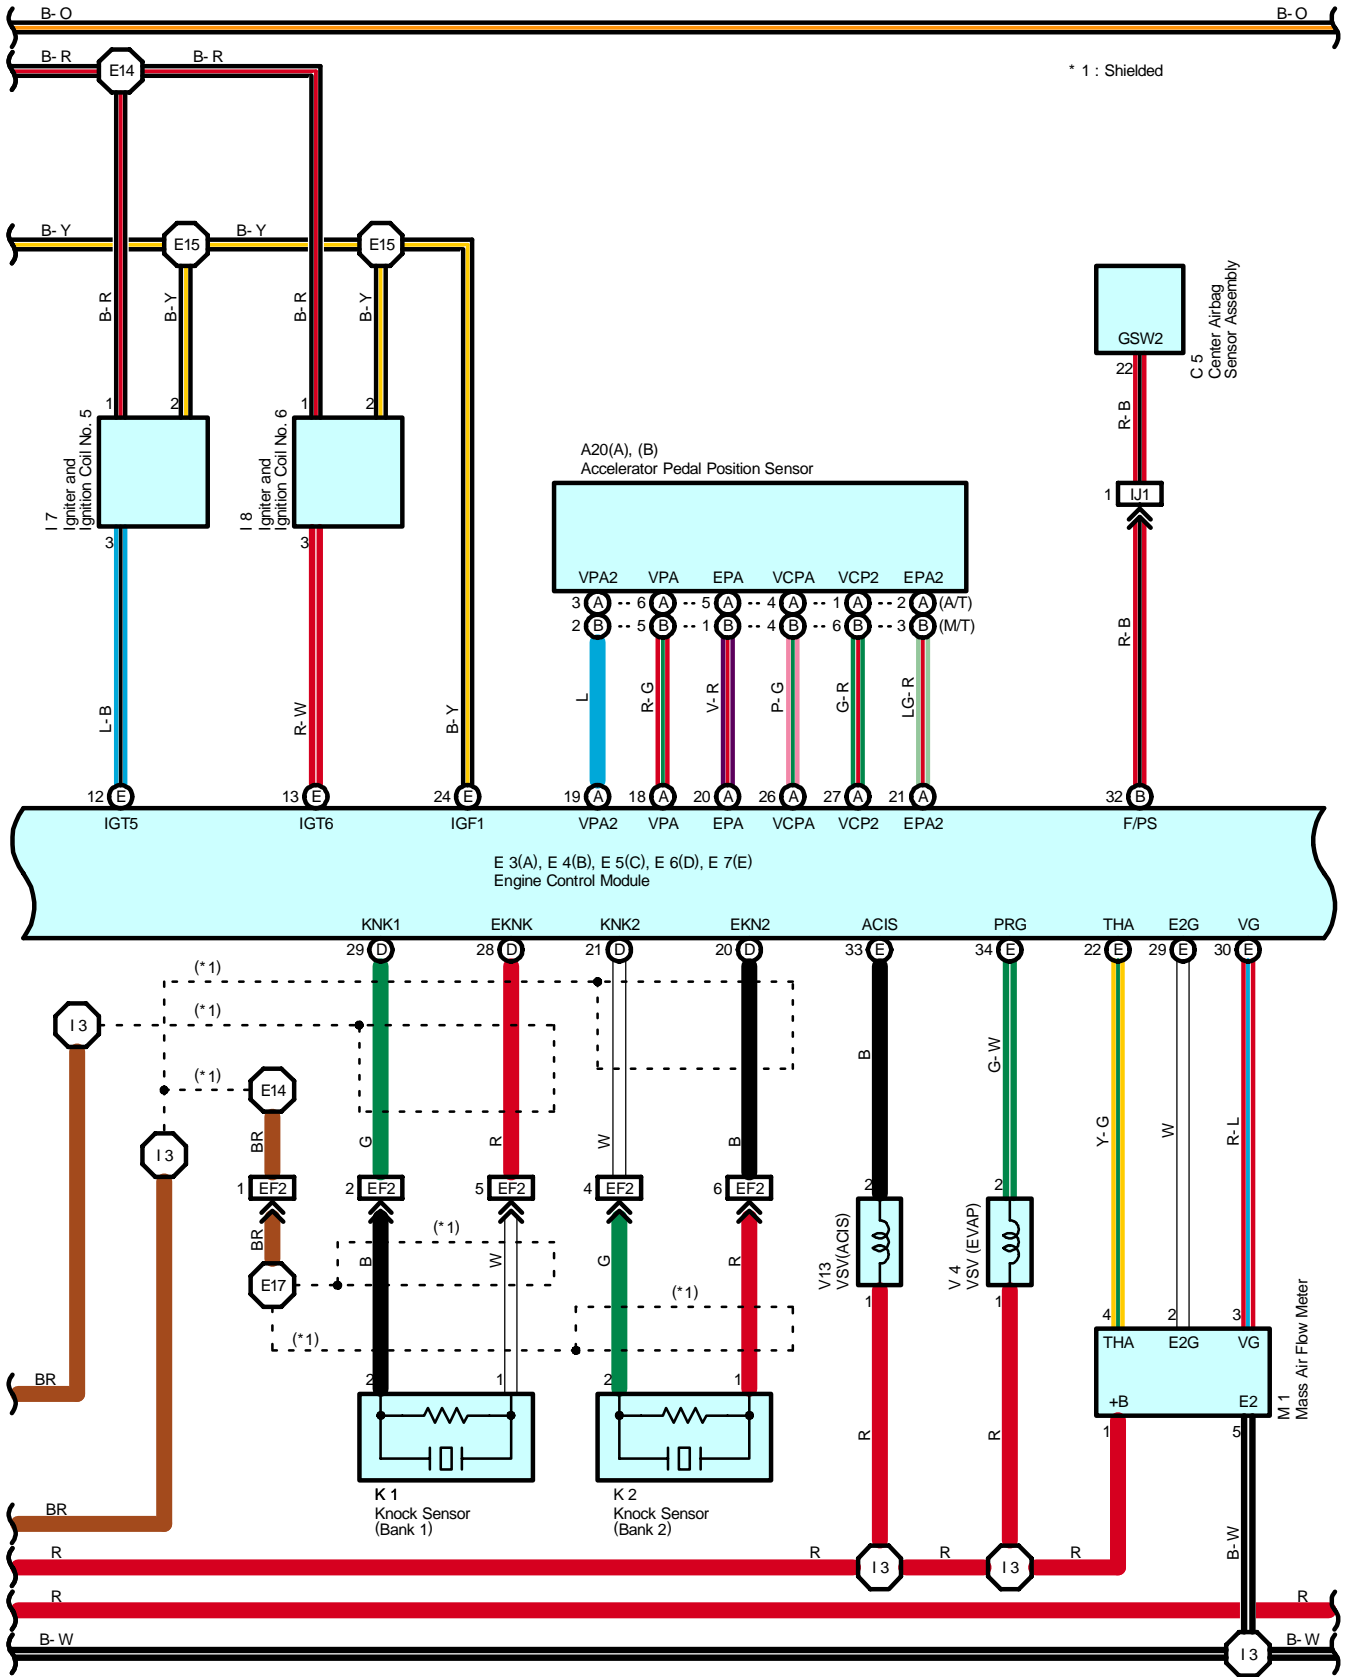 B- O
B- O
B- R
B- R
E14
* 1 : Shielded
B- Y
B- Y
E15
E15
B- R
B- Y
B- R
B- Y
GSW2
22
C 5
Center Airbag
Sensor Assembly
R- B
1 IJ1
R- B
1 2
I 7
Igniter and
Ignition Coil No. 5
3
1 2
I 8
Igniter and
Ignition Coil No. 6
3
A20(A), (B)
Accelerator Pedal Position Sensor
VPA2 VPA EPA VCPA VCP2 EPA2
3 A 6 A 5 A 4 A 1 A 2 A (A/T)
2 B 5 B 1 B 4 B 6 B 3 B (M/T)
L- B
R- W
B- Y
L
R- G
V- R
P- G
G- R
LG- R
12 E 13 E 24 E 19 A 18 A 20 A 26 A 27 A 21 A 32 B
IGT5 IGT6 IGF1 VPA2 VPA EPA VCPA VCP2 EPA2 F/PS
E 3(A), E 4(B), E 5(C), E 6(D), E 7(E)
Engine Control Module
KNK1 EKNK KNK2 EKN2 ACIS PRG THA E2G VG
29 D 28 D 21 D 20 D 33 E 34 E 22 E 29 E 30 E
(* 1)
(* 1)
I 3
(* 1)
E14
I 3
BR
G
R
W
B
B
G- W
Y- G
W
R- L
1 EF2 2 EF2 5 EF2 4 EF2 6 EF2
BR
B
(*1)
W
G
R
E17
(*1)
(*1)
2
V13
VSV(ACIS)
1
2
V 4
VSV (EVAP)
1
4 2 3
THA E2G VG
+B E2
1 5
M 1
Mass Air Flow Meter
BR
2 1
K 1
Knock Sensor
(Bank 1)
2 1
K 2
Knock Sensor
(Bank 2)
R
R
B- W
BR
R
R
I 3
R
I 3
R
R
R
B- W
I 3
B- W